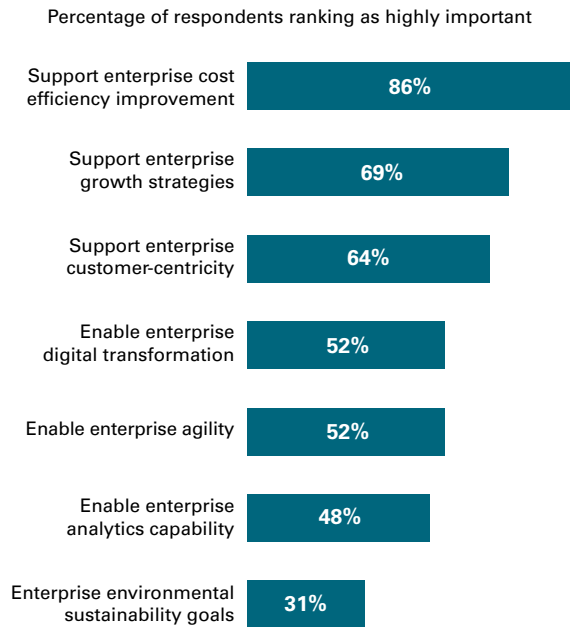 Percentage of respondents ranking as highly important
Support enterprise cost
efficiency improvement
86%
Support enterprise
growth strategies
69%
Support enterprise
customer-centricity
64%
Enable enterprise
digital transformation
52%
Enable enterprise agility
52%
Enable enterprise
analytics capability
48%
Enterprise environmental
sustainability goals
31%